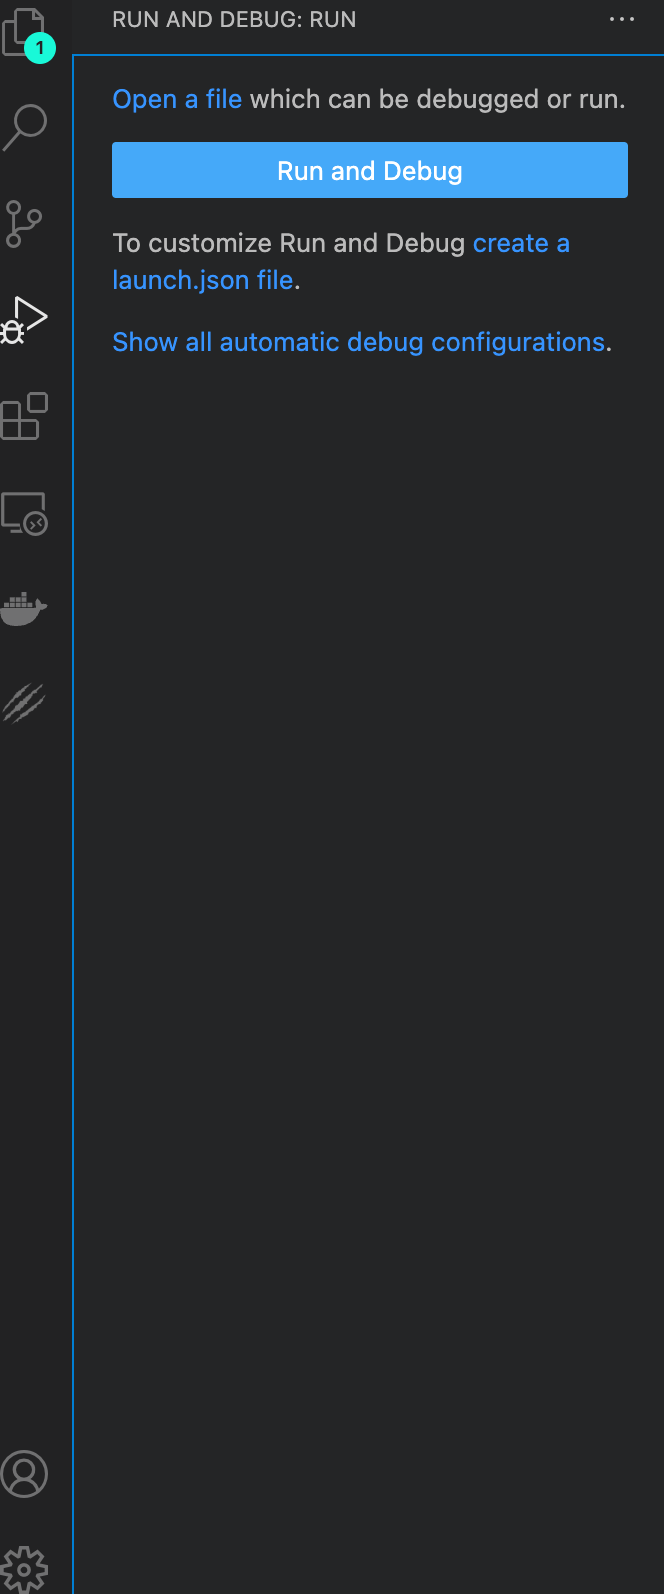 RUN AND DEBUG: RUN
1
Open a file which can be debugged or run.
Run and Debug
To customize Run and Debug create a
launch.json file.
Show all automatic debug configurations.